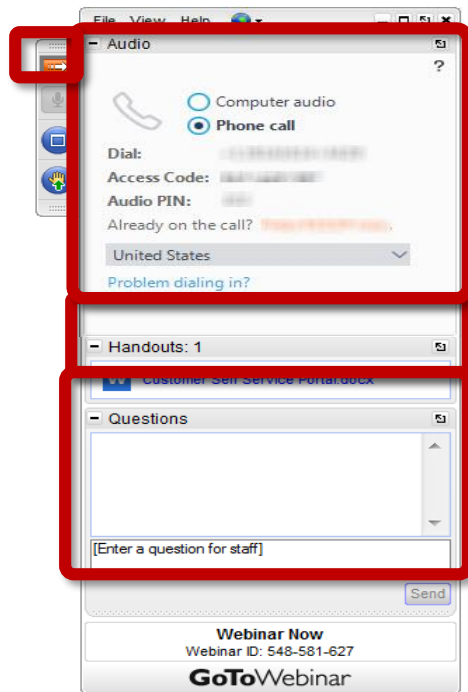 File View Help
Audio
?
Computer audio
Phone call
Dial:
Access Code:
Audio PIN:
Already on the call?
United States
Problem dialing in?
Handouts: 1
Customer Self Service Portal.docx
Questions
[Enter a question for staff]
Send
Webinar Now
Webinar ID: 548-581-627
GoToWebinar